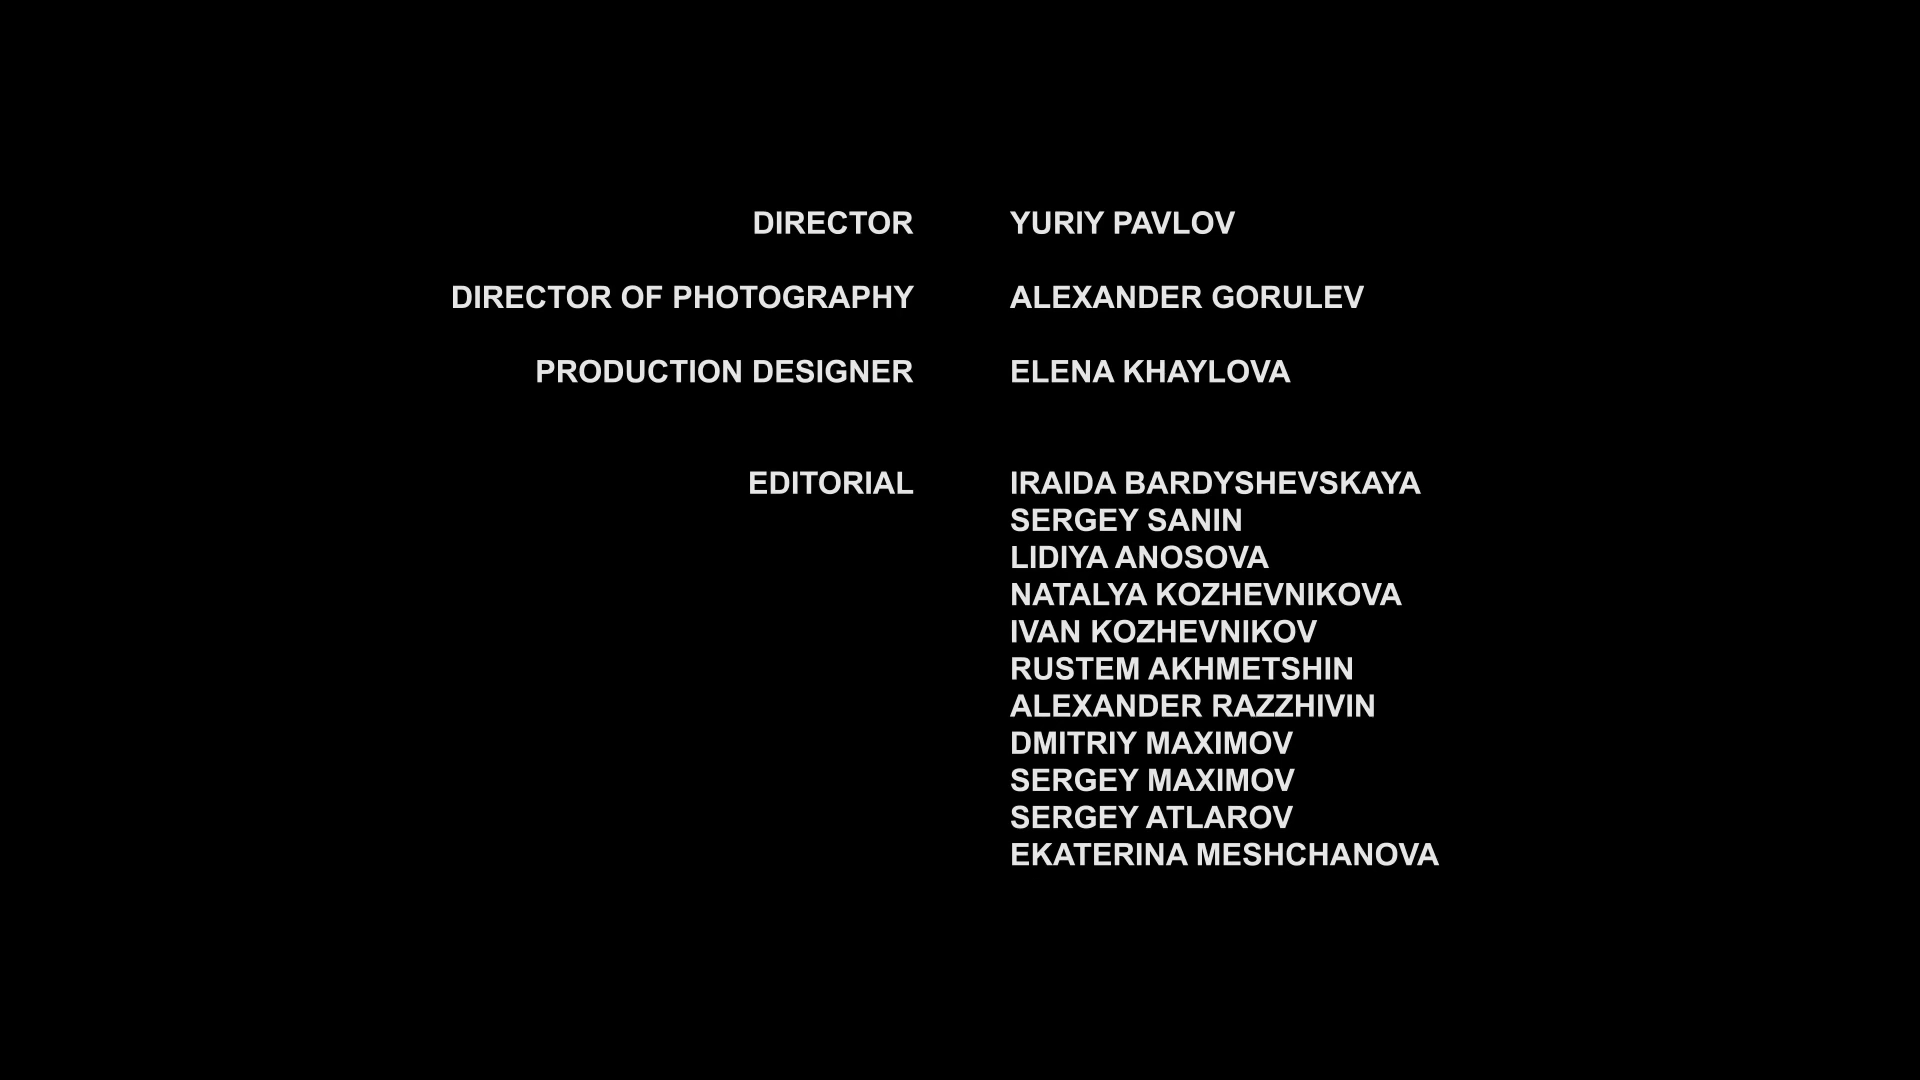 DIRECTOR YURIY PAVLOV
DIRECTOR OF PHOTOGRAPHY ALEXANDER GORULEV
PRODUCTION DESIGNER ELENA KHAYLOVA
EDITORIAL IRAIDA BARDYSHEVSKAYA
SERGEY SANIN
LIDIYA ANOSOVA
NATALYA KOZHEVNIKOVA
IVAN KOZHEVNIKOV
RUSTEM AKHMETSHIN
ALEXANDER RAZZHIVIN
DMITRIY MAXIMOV
SERGEY MAXIMOV
SERGEY ATLAROV
EKATERINA MESHCHANOVA